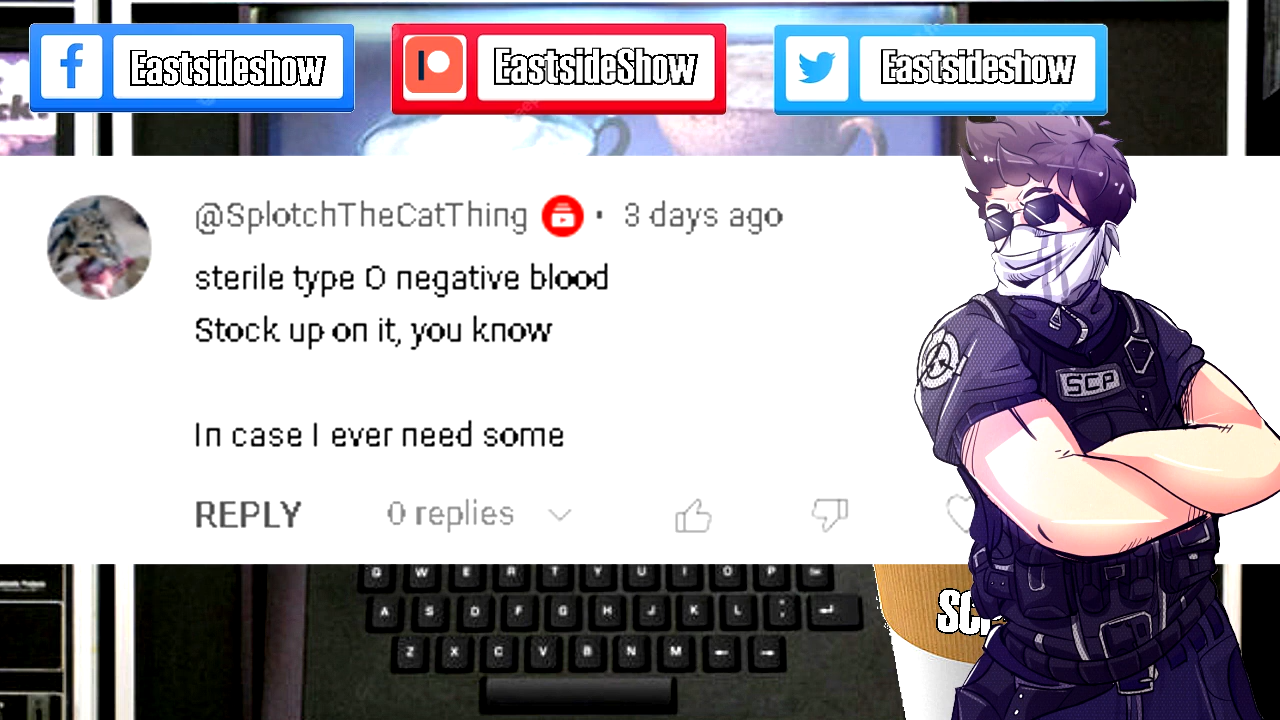 Eastsideshow
EastsideShow
Eastsideshow
@SplotchTheCatThing · 3 days ago
sterile type O negative blood
Stock up on it, you know
In case I ever need some
REPLY 0 replies
SCP
Q W E R T Y U I O P
A S D F G H J K L ; :
Z X C V B N M